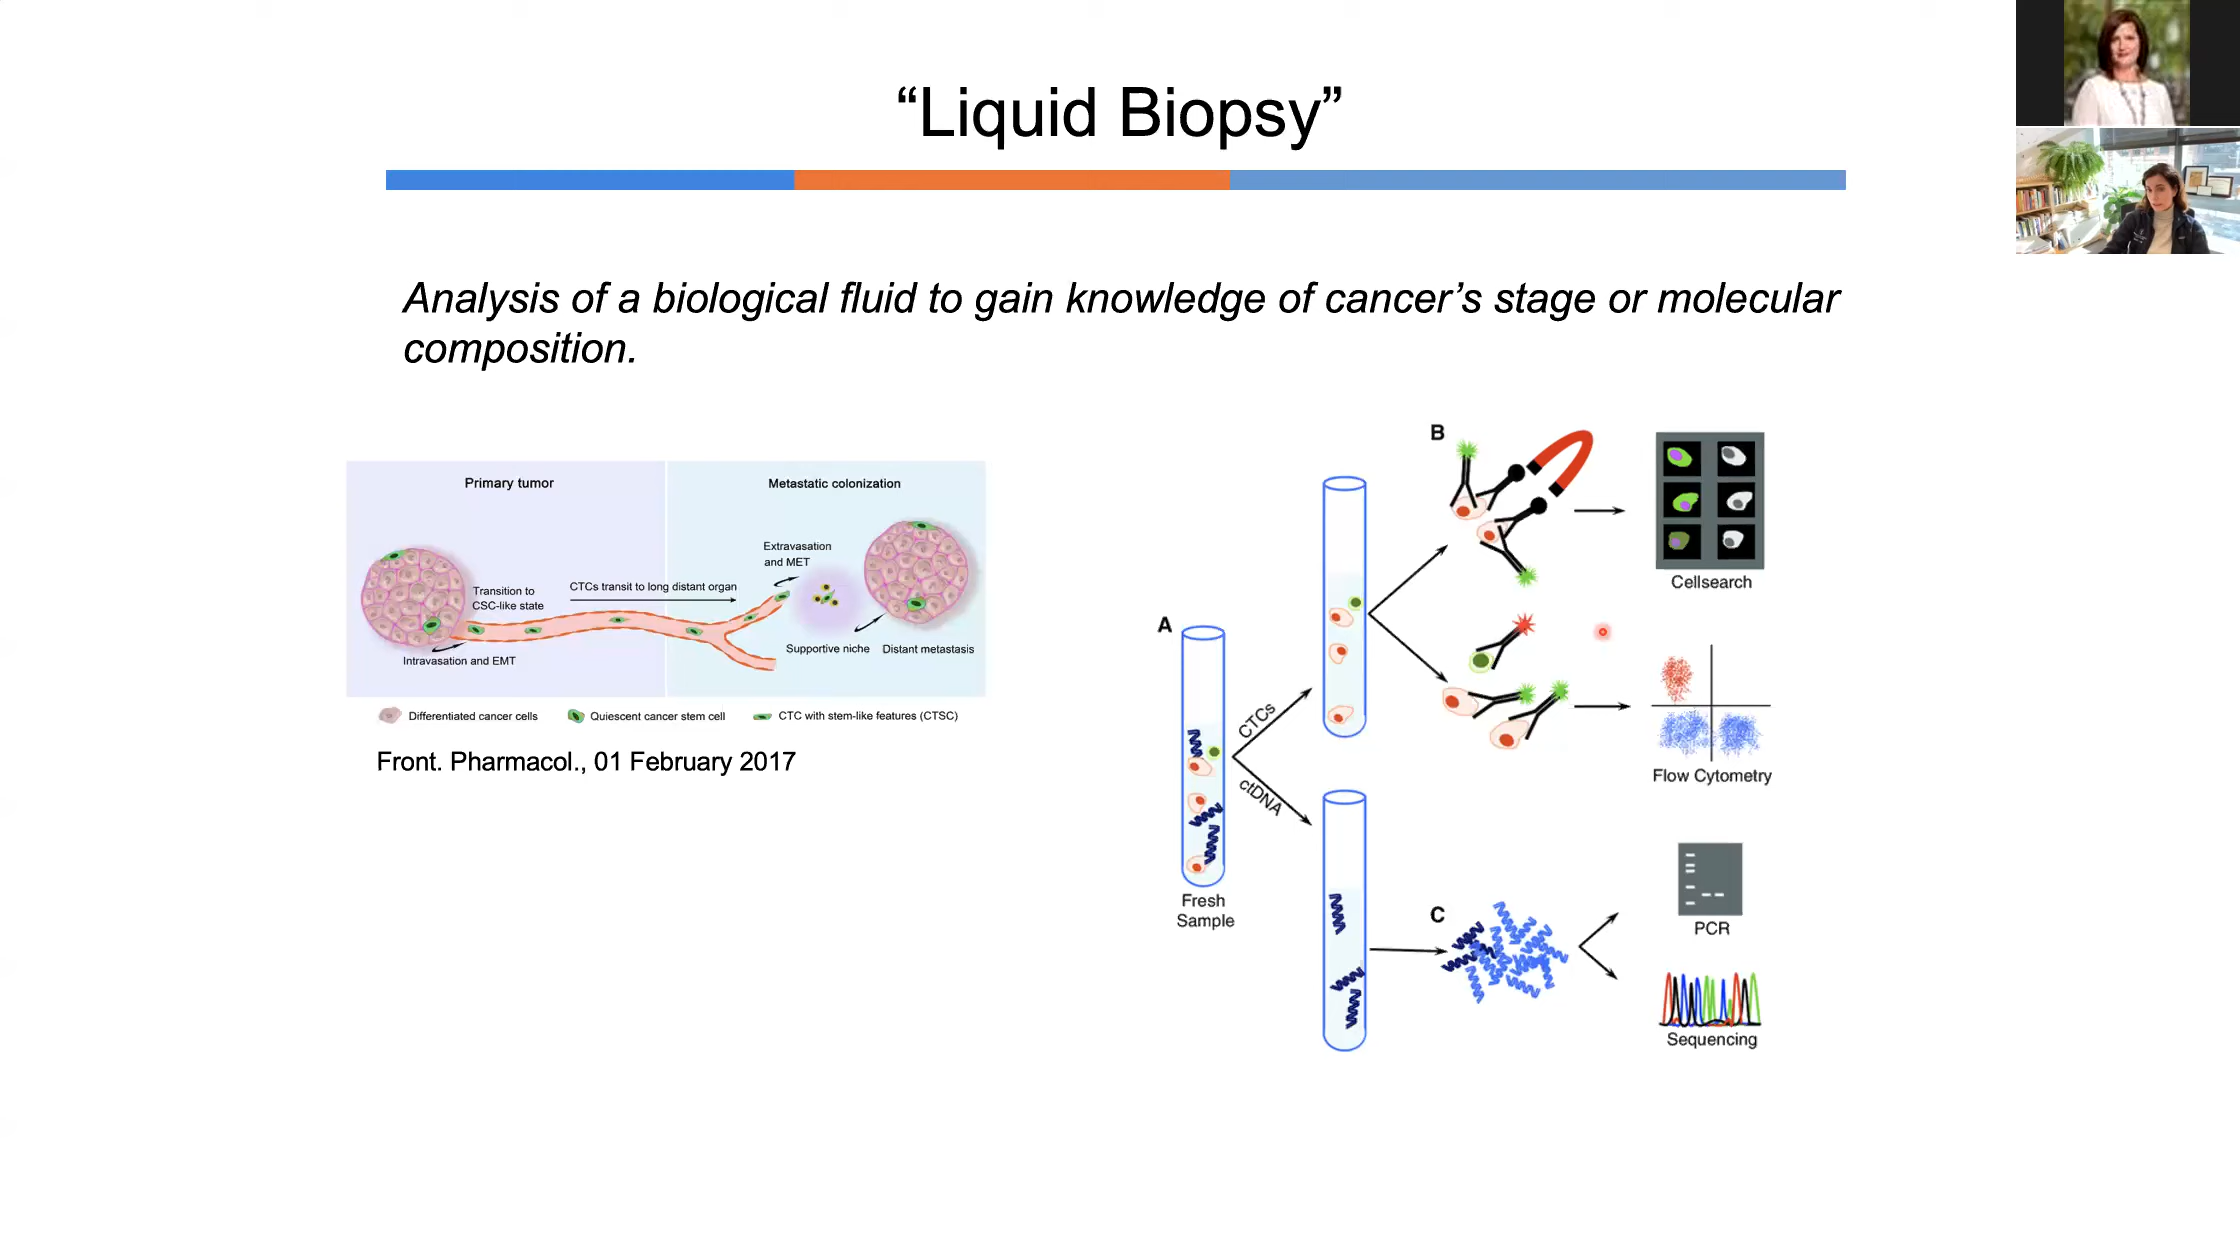 “Liquid Biopsy”
Analysis of a biological fluid to gain knowledge of cancer’s stage or molecular
composition.
Primary tumor
Metastatic colonization
Extravasation
and MET
Transition to
CSC-like state
CTCs transit to long distant organ
Intravasation and EMT
Supportive niche
Distant metastasis
Differentiated cancer cells
Quiescent cancer stem cell
CTC with stem-like features (CTSC)
Front. Pharmacol., 01 February 2017
A
Fresh
Sample
CTCs
ctDNA
B
Cellsearch
Flow Cytometry
C
PCR
Sequencing